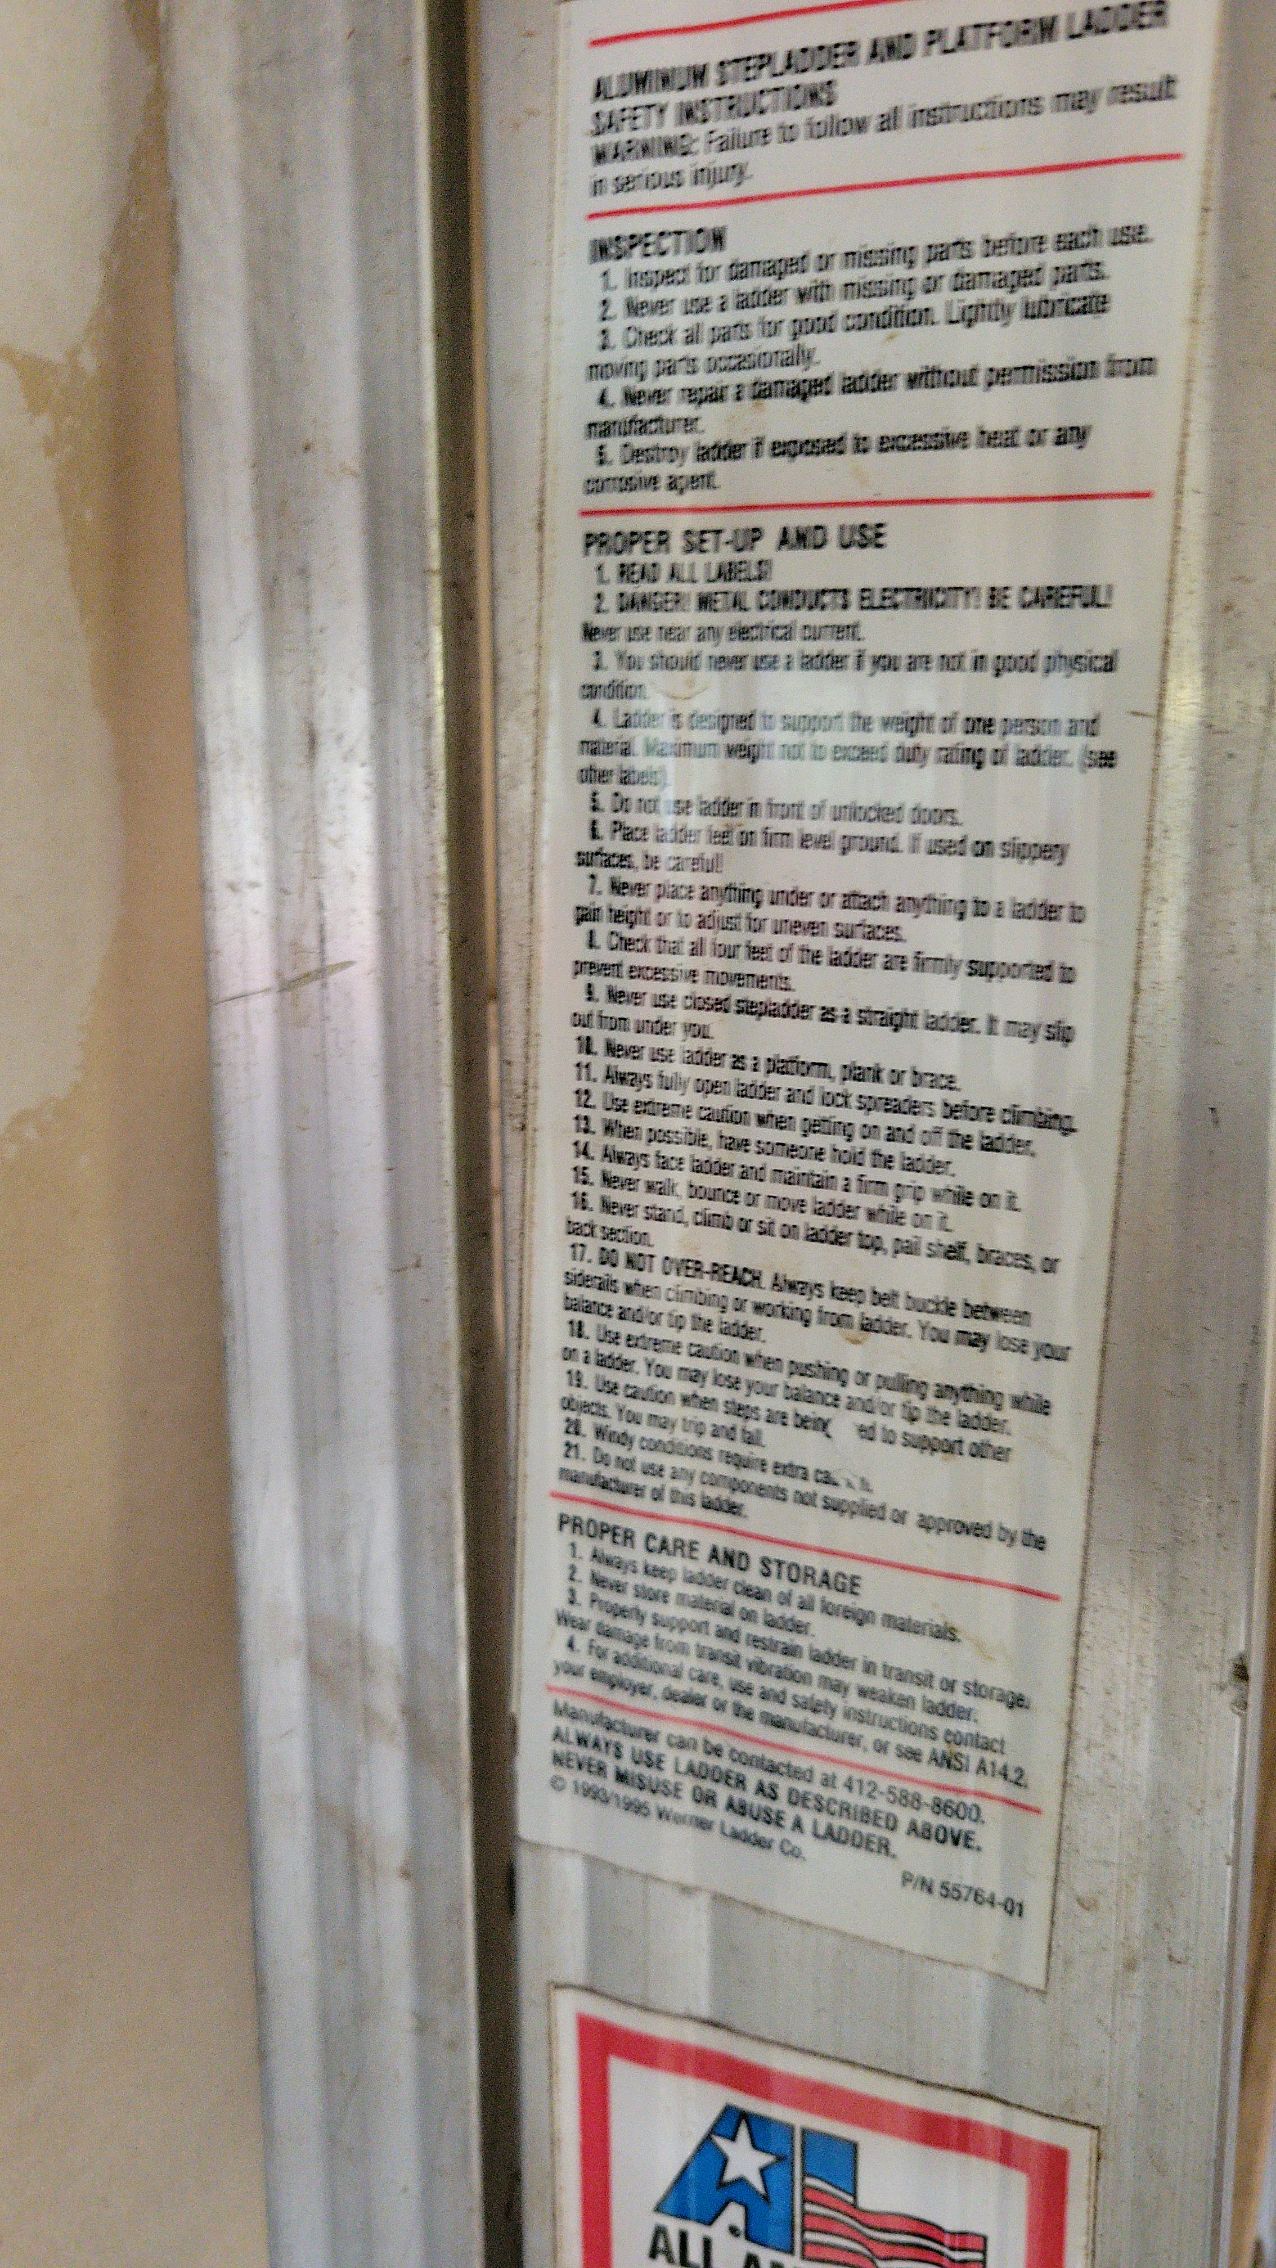 ALUMINUM STEPLADDER AND PLATFORM LADDER
SAFETY INSTRUCTIONS
WARNING: Failure to follow all instructions may result
in serious injury.
INSPECTION
1. Inspect for damaged or missing parts before each use.
2. Never use a ladder with missing or damaged parts.
3. Check all parts for good condition. Lightly lubricate
moving parts occasionally.
4. Never repair a damaged ladder without permission from
manufacturer.
5. Destroy ladder if exposed to excessive heat or any
corrosive agent.
PROPER SET-UP AND USE
1. READ ALL LABELS!
2. DANGER! METAL CONDUCTS ELECTRICITY! BE CAREFUL!
Never use near any electrical current.
3. You should never use a ladder if you are not in good physical
condition.
4. Ladder is designed to support the weight of one person and
material. Maximum weight not to exceed duty rating of ladder. (see
other labels).
5. Do not use ladder in front of unlocked doors.
6. Place ladder feet on firm level ground. If used on slippery
surfaces, be careful!
7. Never place anything under or attach anything to a ladder to
gain height or to adjust for uneven surfaces.
8. Check that all four feet of the ladder are firmly supported to
prevent excessive movements.
9. Never use closed stepladder as a straight ladder. It may slip
out from under you.
10. Never use ladder as a platform, plank or brace.
11. Always fully open ladder and lock spreaders before climbing.
12. Use extreme caution when getting on and off the ladder.
13. When possible, have someone hold the ladder.
14. Always face ladder and maintain a firm grip while on it.
15. Never walk, bounce or move ladder while on it.
16. Never stand, climb or sit on ladder top, pail shelf, braces, or
back section.
17. DO NOT OVER-REACH. Always keep belt buckle between
siderails when climbing or working from ladder. You may lose your
balance and/or tip the ladder.
18. Use extreme caution when pushing or pulling anything while
on a ladder. You may lose your balance and/or tip the ladder.
19. Use caution when steps are being ed to support other
objects. You may trip and fall.
20. Windy conditions require extra
21. Do not use any components not supplied or approved by the
manufacturer of this ladder.
PROPER CARE AND STORAGE
1. Always keep ladder clean of all foreign materials.
2. Never store material on ladder.
3. Properly support and restrain ladder in transit or storage.
Wear damage from transit vibration may weaken ladder.
4. For additional care, use and safety instructions contact
your employer, dealer or the manufacturer, or see ANSI A14.2.
Manufacturer can be contacted at 412-588-8600.
ALWAYS USE LADDER AS DESCRIBED ABOVE.
NEVER MISUSE OR ABUSE A LADDER.
© 1993/1995 Werner Ladder Co.
P/N 55764-01
ALL